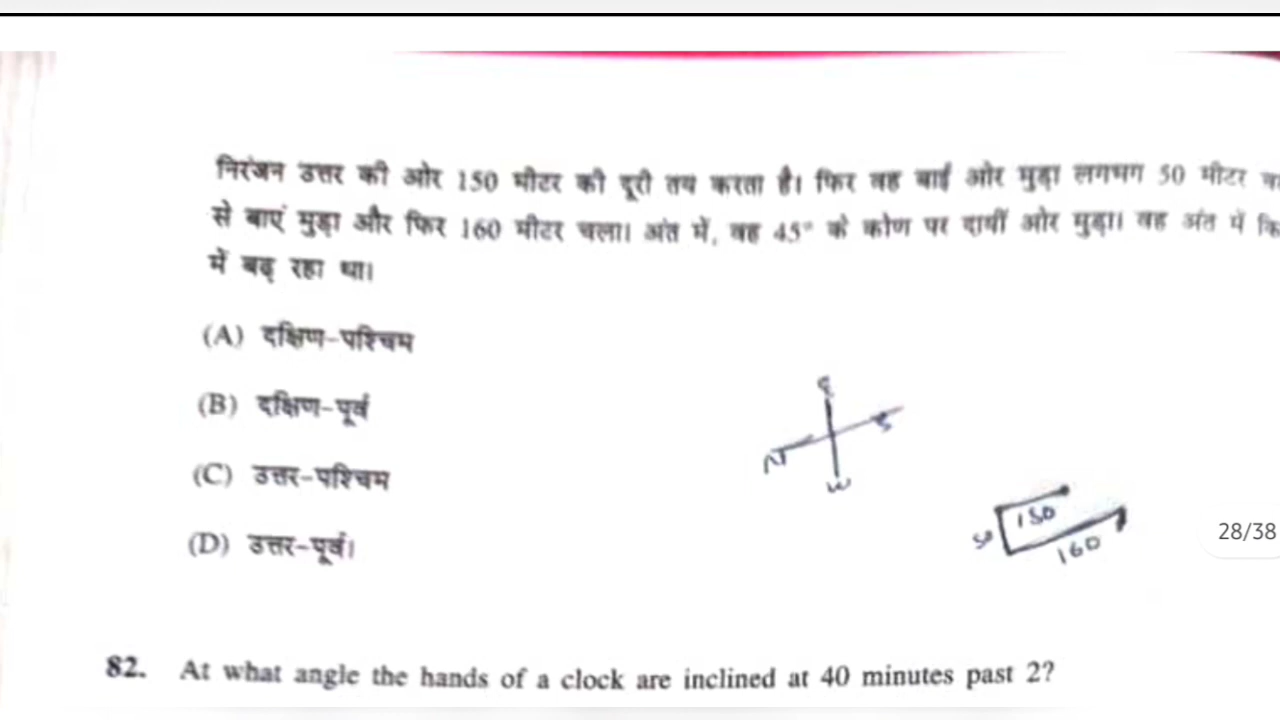 निरंजन उत्तर की ओर 150 मीटर की दूरी तय करता है। फिर वह बाईं ओर मुड़ा लगभग 50 मीटर
से बाएं मुड़ा और फिर 160 मीटर चला। अंत में, वह 45° के कोण पर दायीं ओर मुड़ा। वह अंत में
में बढ़ रहा था।
(A) दक्षिण-पश्चिम
(B) दक्षिण-पूर्व
(C) उत्तर-पश्चिम
(D) उत्तर-पूर्व।
E
N S
W
50 150
160
28/38
82. At what angle the hands of a clock are inclined at 40 minutes past 2?